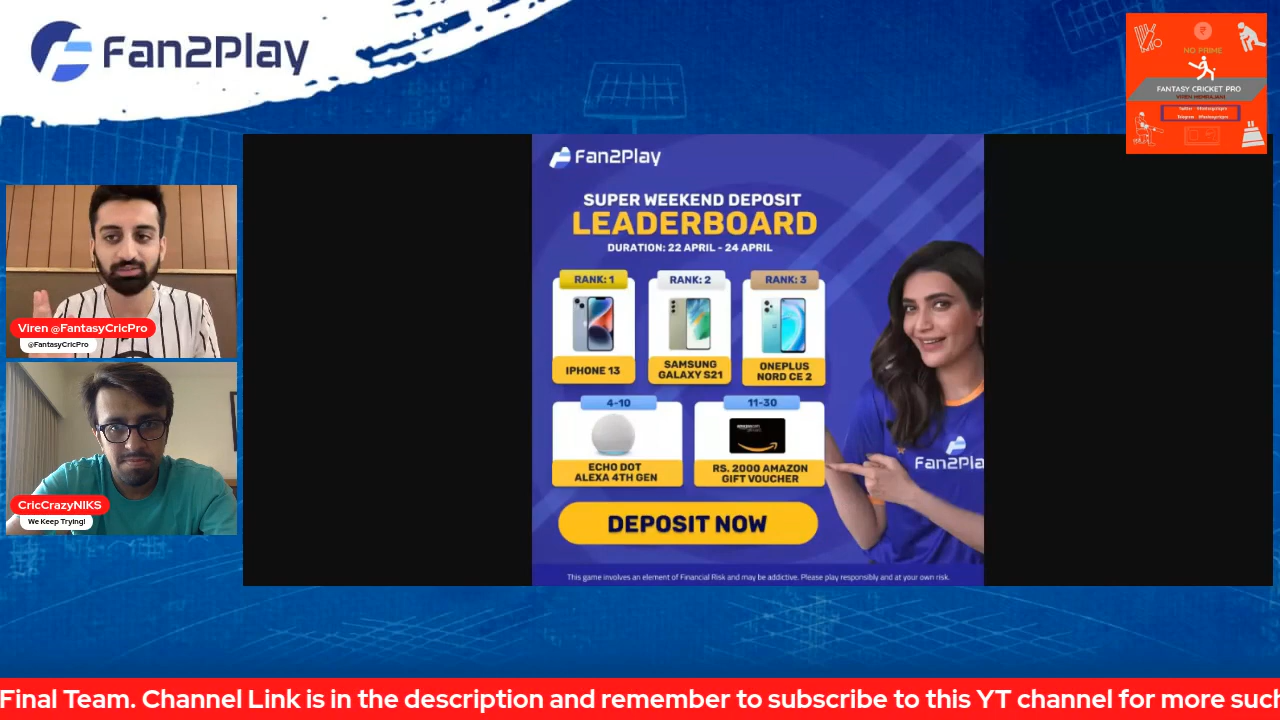 Fan2Play
NO PRIME
FANTASY CRICKET PRO
VIREN HEMRAJANI
Viren @FantasyCricPro
@FantasyCricPro
CricCrazyNIKS
We Keep Trying!
Fan2Play
SUPER WEEKEND DEPOSIT
LEADERBOARD
DURATION: 22 APRIL - 24 APRIL
RANK: 1
RANK: 2
RANK: 3
IPHONE 13
SAMSUNG
GALAXY S21
ONEPLUS
NORD CE 2
4-10
11-30
ECHO DOT
ALEXA 4TH GEN
RS. 2000 AMAZON
GIFT VOUCHER
Fan2Pla
DEPOSIT NOW
This game involves an element of Financial Risk and may be addictive. Please play responsibly and at your own risk.
Final Team. Channel Link is in the description and remember to subscribe to this YT channel for more such